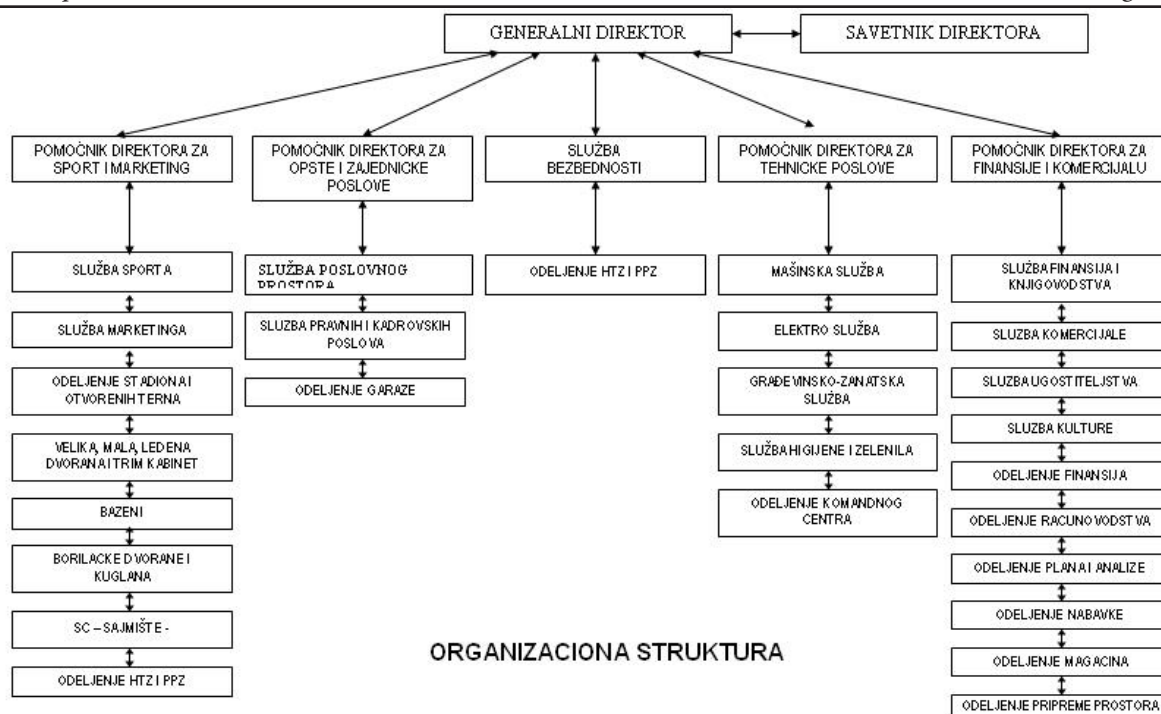 GENERALNI DIREKTOR
SAVETNIK DIREKTORA
POMOĆNIK DIREKTORA ZA
SPORT I MARKETING
POMOĆNIK DIREKTORA ZA
OPSTE I ZAJEDNICKE
POSLOVE
SLUŽBA
BEZBEDNOSTI
POMOĆNIK DIREKTORA ZA
TEHNICKE POSLOVE
POMOĆNIK DIREKTORA ZA
FINANSIJE I KOMERCIJALU
SLUŽBA SPORTA
SLUŽBA MARKETINGA
ODELJENJE STADIONA I
OTVORENIH TERNA
VELIKA, MALA, LEDENA
DVORANA I TRIM KABINET
BAZENI
BORILACKE DVORANE I
KUGLANA
SC – SAJMIŠTE -
ODELJENJE HTZ I PPZ
SLUŽBA POSLOVNOG
PROSTORA
SLUZBA PRAVNIH I KADROVSKIH
POSLOVA
ODELJENJE GARAZE
ODELJENJE HTZ I PPZ
MAŠINSKA SLUŽBA
ELEKTRO SLUŽBA
GRAĐEVINSKO-ZANATSKA
SLUŽBA
SLUŽBA HIGIJENE I ZELENILA
ODELJENJE KOMANDNOG
CENTRA
SLUŽBA FINANSIJA I
KNJIGOVODSTVA
SLUZBA KOMERCIJALE
SLUZBA UGOSTITELJSTVA
SLUZBA KULTURE
ODELJENJE FINANSIJA
ODELJENJE RACUNOVODSTVA
ODELJENJE PLANA I ANALIZE
ODELJENJE NABAVKE
ODELJENJE MAGACINA
ODELJENJE PRIPREME PROSTORA
ORGANIZACIONA STRUKTURA